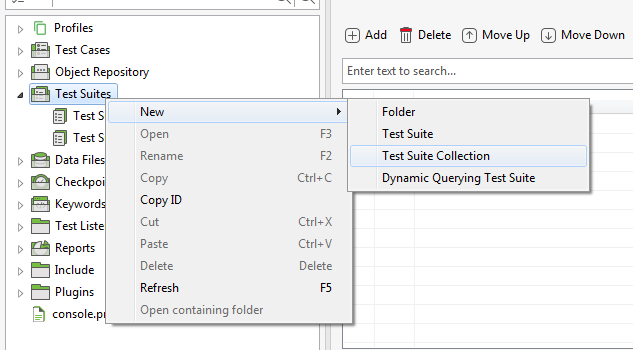 Profiles
Test Cases
Object Repository
Test Suites
Test S
Test S
Data Files
Checkpoi
Keywords
Test Liste
Reports
Include
Plugins
console.pr
New
Open F3
Rename F2
Copy Ctrl+C
Copy ID
Cut Ctrl+X
Paste Ctrl+V
Delete Delete
Refresh F5
Open containing folder
Folder
Test Suite
Test Suite Collection
Dynamic Querying Test Suite
Add Delete Move Up Move Down
Enter text to search...